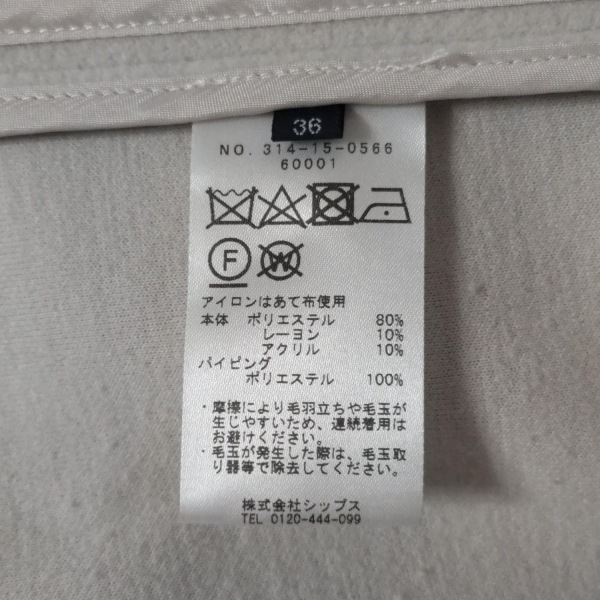 36
NO. 314-15-0566
60001
F
W
アイロンはあて布使用
本体 ポリエステル 80%
レーヨン 10%
アクリル 10%
パイピング
ポリエステル 100%
・摩擦により毛羽立ちや毛玉が
生じやすいため、連続着用は
お避けください。
・毛玉が発生した際は、毛玉取
り器等で除去してください。
株式会社シップス
TEL 0120-444-099